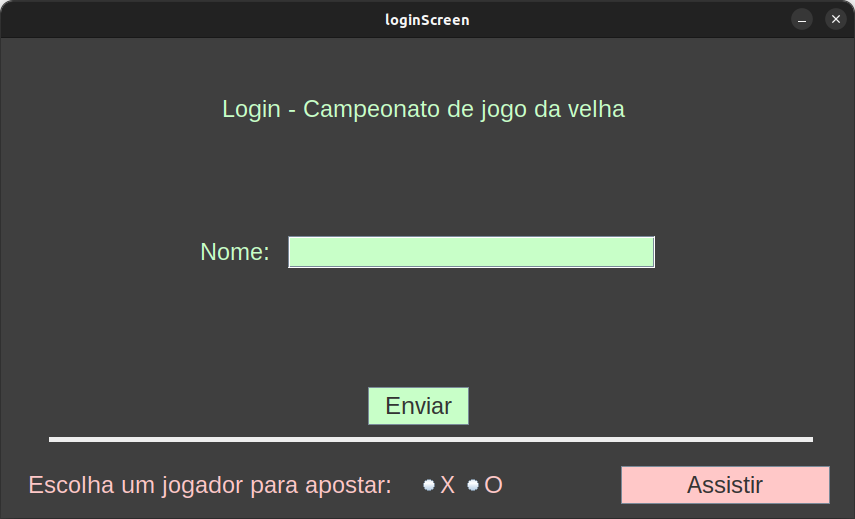 loginScreen
Login - Campeonato de jogo da velha
Nome:
Enviar
Escolha um jogador para apostar: X O Assistir